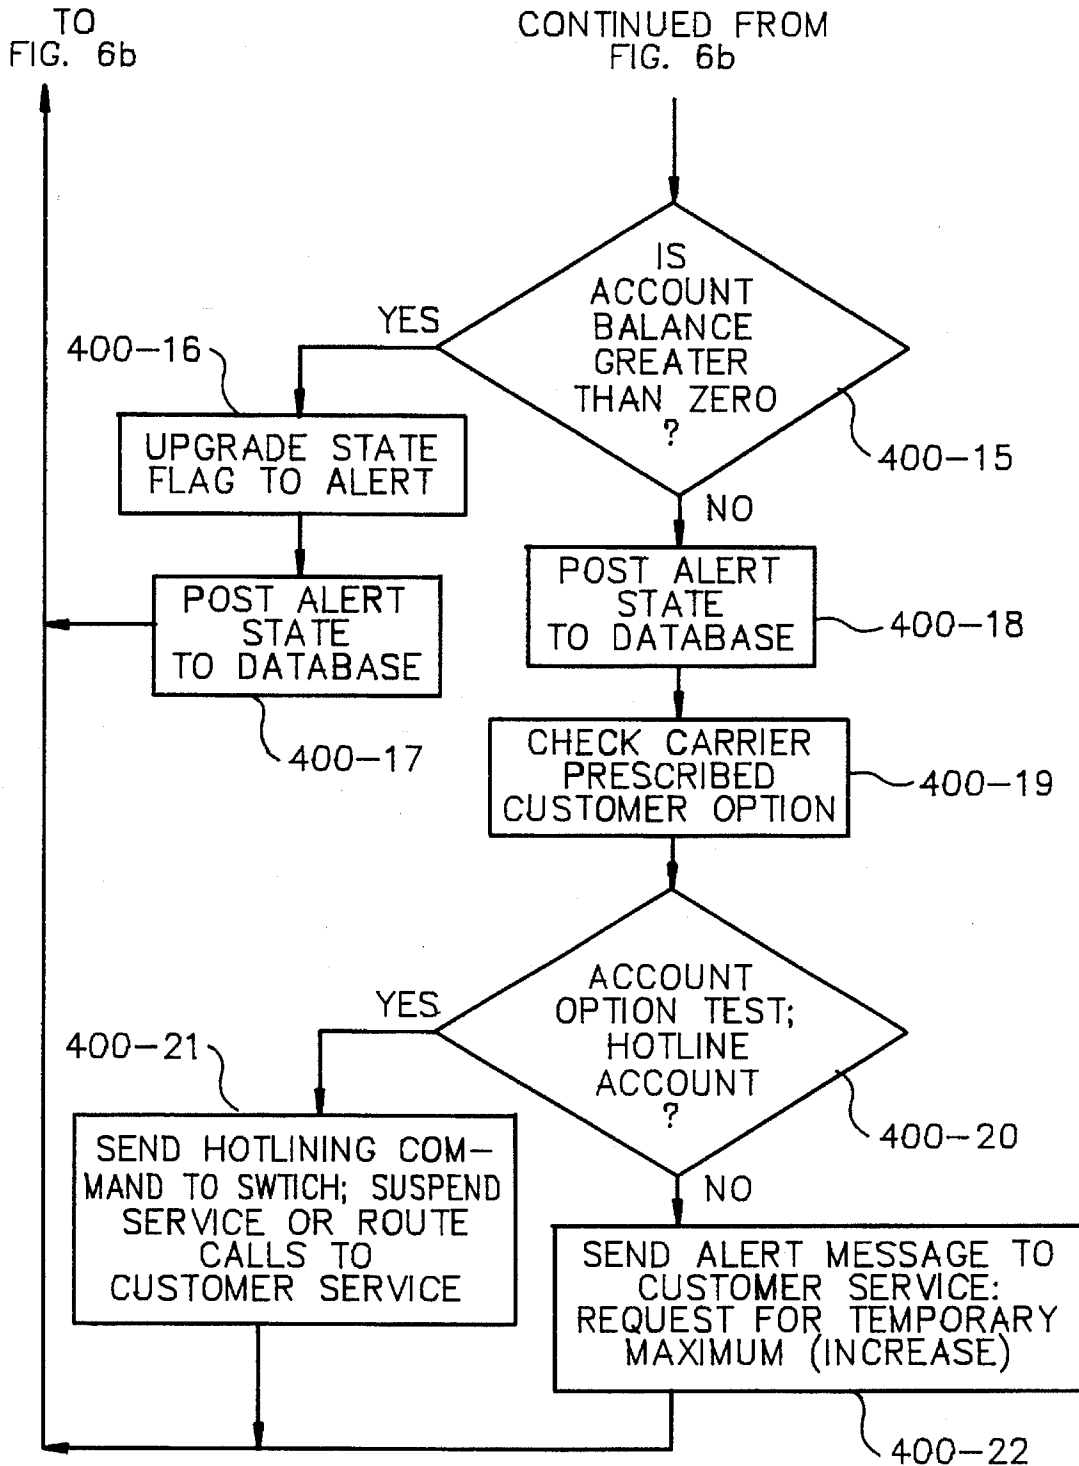 TO
FIG. 6b
CONTINUED FROM
FIG. 6b
IS
ACCOUNT
BALANCE
GREATER
THAN ZERO
?
400-15
YES
400-16
UPGRADE STATE
FLAG TO ALERT
POST ALERT
STATE
TO DATABASE
400-17
NO
POST ALERT
STATE
TO DATABASE
400-18
CHECK CARRIER
PRESCRIBED
CUSTOMER OPTION
400-19
ACCOUNT
OPTION TEST;
HOTLINE
ACCOUNT
?
400-20
YES
400-21
SEND HOTLINING COM-
MAND TO SWTICH; SUSPEND
SERVICE OR ROUTE
CALLS TO
CUSTOMER SERVICE
NO
SEND ALERT MESSAGE TO
CUSTOMER SERVICE:
REQUEST FOR TEMPORARY
MAXIMUM (INCREASE)
400-22